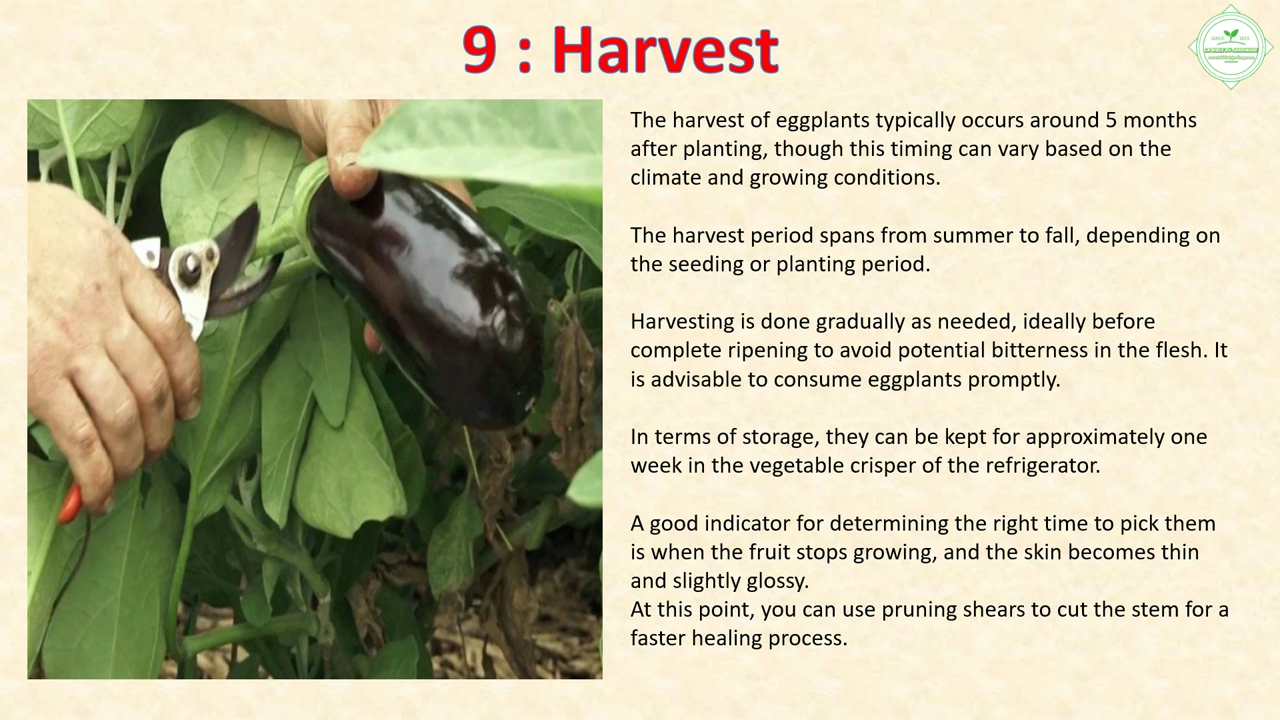 9 : Harvest
SINCE 2015
The harvest of eggplants typically occurs around 5 months
after planting, though this timing can vary based on the
climate and growing conditions.
The harvest period spans from summer to fall, depending on
the seeding or planting period.
Harvesting is done gradually as needed, ideally before
complete ripening to avoid potential bitterness in the flesh. It
is advisable to consume eggplants promptly.
In terms of storage, they can be kept for approximately one
week in the vegetable crisper of the refrigerator.
A good indicator for determining the right time to pick them
is when the fruit stops growing, and the skin becomes thin
and slightly glossy.
At this point, you can use pruning shears to cut the stem for a
faster healing process.